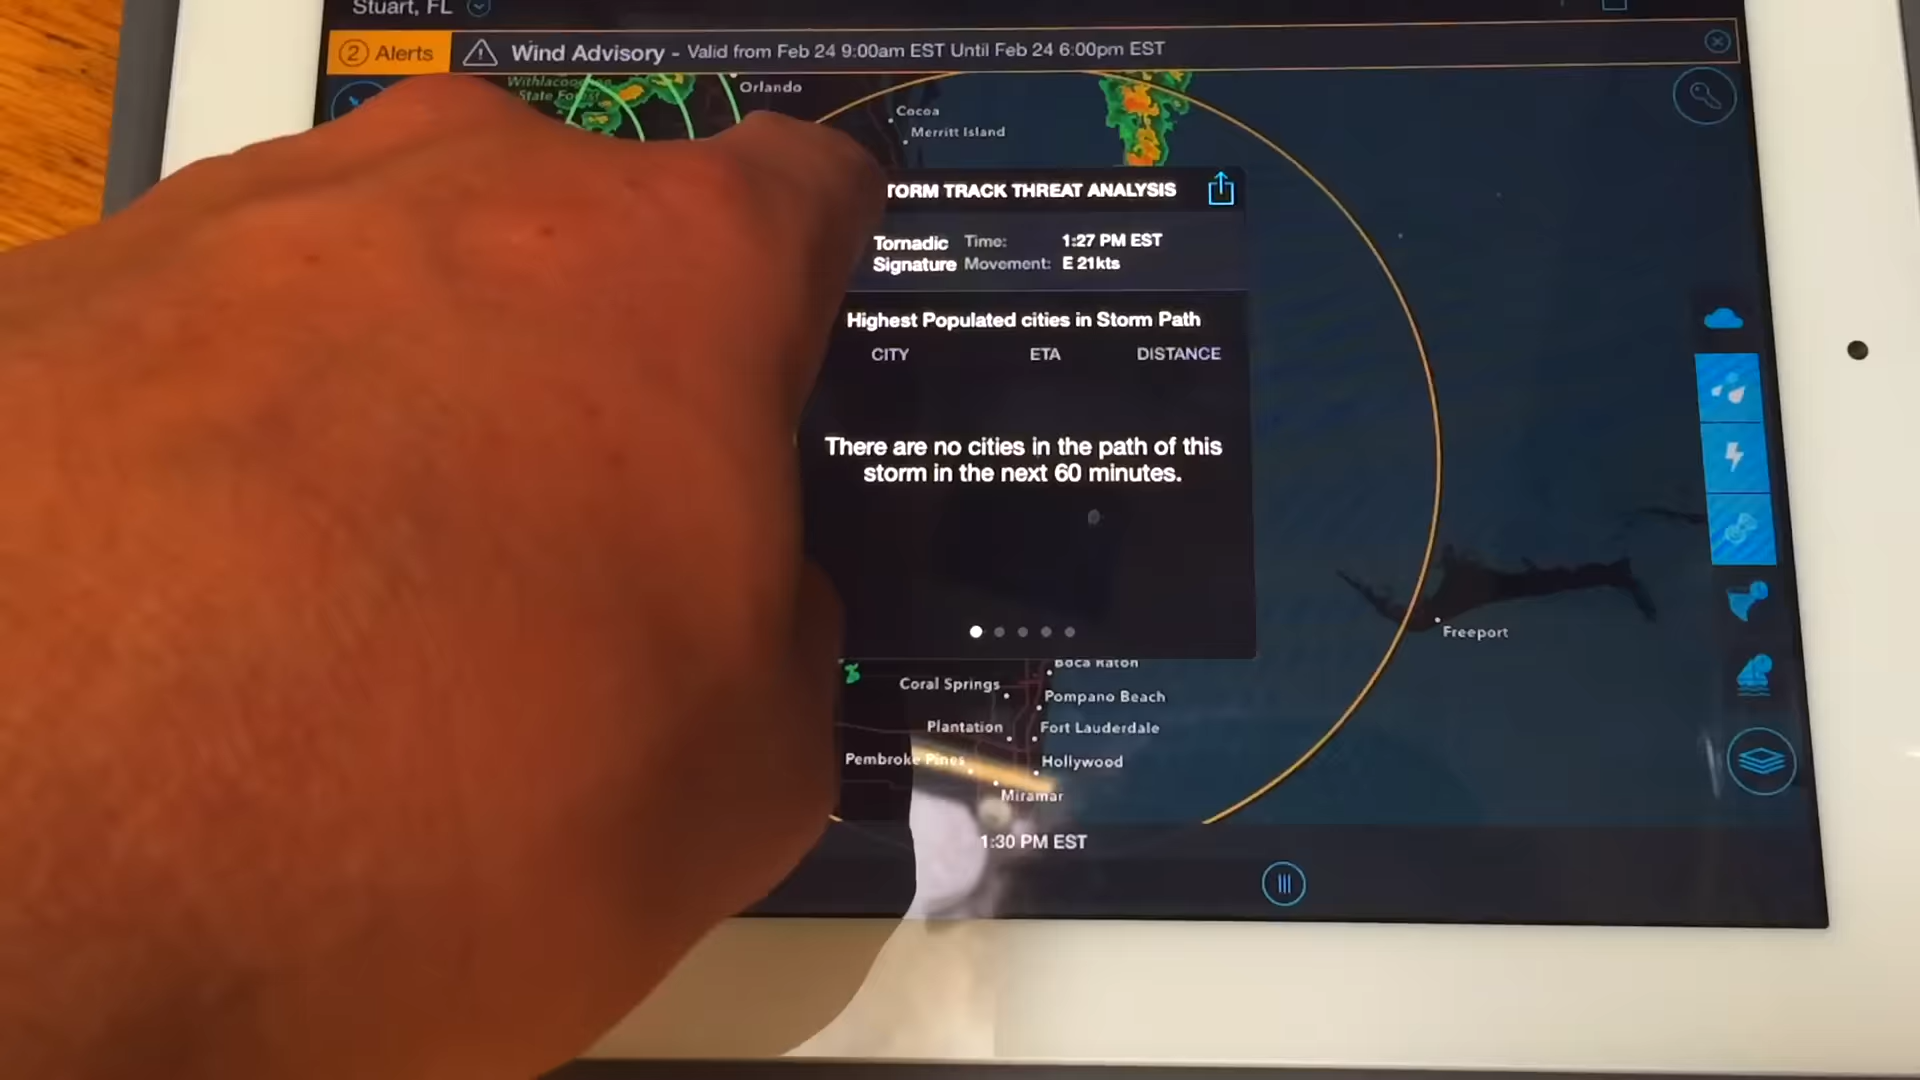 Stuart, FL
2 Alerts Wind Advisory - Valid from Feb 24 9:00am EST Until Feb 24 6:00pm EST
Orlando
State Forest
Cocoa
Merritt Island
TORM TRACK THREAT ANALYSIS
Tornadic Time: 1:27 PM EST
Signature Movement: E 21kts
Highest Populated cities in Storm Path
CITY ETA DISTANCE
There are no cities in the path of this
storm in the next 60 minutes.
Freeport
Boca Raton
Coral Springs
Pompano Beach
Plantation
Fort Lauderdale
Pembroke Pines
Hollywood
Miramar
1:30 PM EST